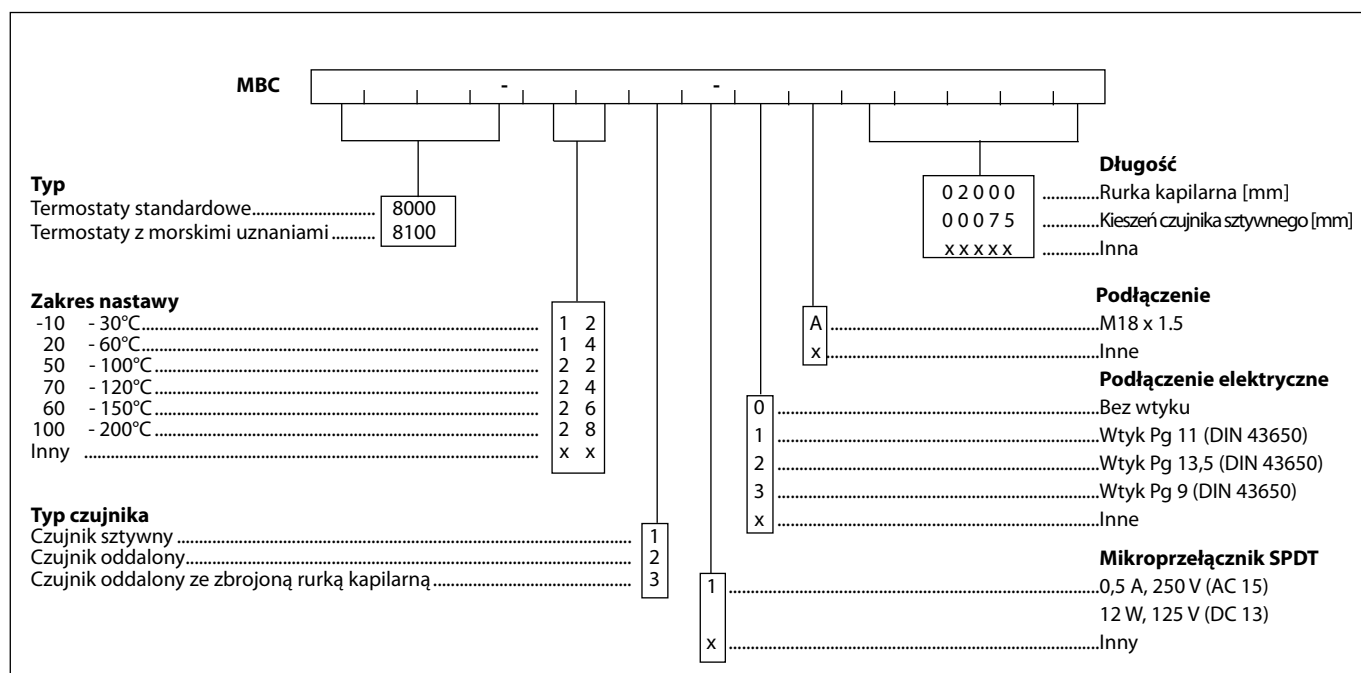 MBC - -
Typ
Termostaty standardowe............................. 8000
Termostaty z morskimi uznaniami .......... 8100
Zakres nastawy
-10 - 30°C ........ 1 2
20 - 60°C ........ 1 4
50 - 100°C ........ 2 2
70 - 120°C ........ 2 4
60 - 150°C ........ 2 6
100 - 200°C ........ 2 8
Inny ........ x x
Typ czujnika
Czujnik sztywny ........ 1
Czujnik oddalony ........ 2
Czujnik oddalony ze zbrojoną rurką kapilarną ........ 3
Długość
0 2 0 0 0 .............Rurka kapilarna [mm]
0 0 0 7 5 .............Kieszeń czujnika sztywnego [mm]
x x x x x .............Inna
Podłączenie
A ........ M18 x 1.5
x ........ Inne
Podłączenie elektryczne
0 ........ Bez wtyku
1 ........ Wtyk Pg 11 (DIN 43650)
2 ........ Wtyk Pg 13,5 (DIN 43650)
3 ........ Wtyk Pg 9 (DIN 43650)
x ........ Inne
Mikroprzełącznik SPDT
1 ........ 0,5 A, 250 V (AC 15)
12 W, 125 V (DC 13)
x ........ Inny